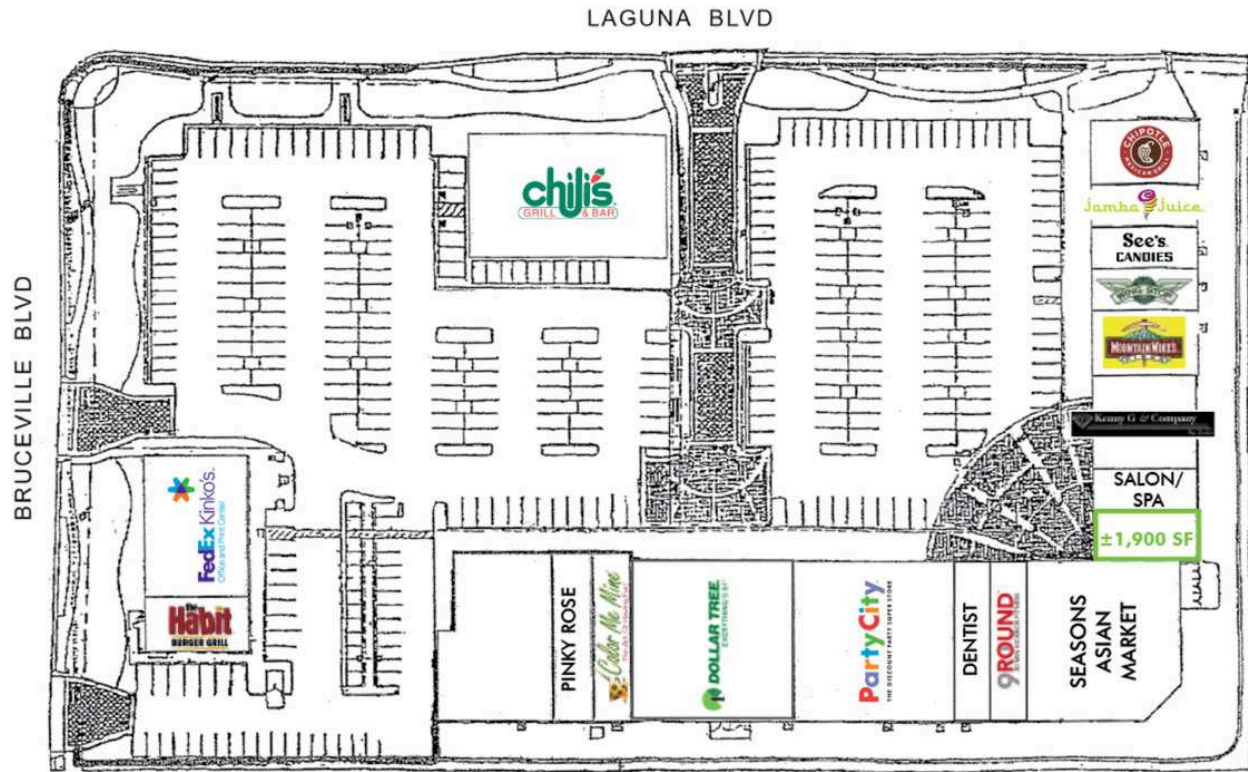 LAGUNA BLVD
BRUCEVILLE BLVD
chili's
GRILL & BAR
CHIPOTLE
MEXICAN GRILL
Jamba Juice
See's
CANDIES
MOUNTAIN MIKE'S
Kenny G & Company
SALON/
SPA
±1,900 SF
FedEx Kinko's
Office and Print Center
The
Habit
BURGER GRILL
PINKY ROSE
Color Me Mine
DOLLAR TREE
PartyCity
THE DISCOUNT PARTY SUPER STORE
DENTIST
9ROUND
SEASONS
ASIAN
MARKET